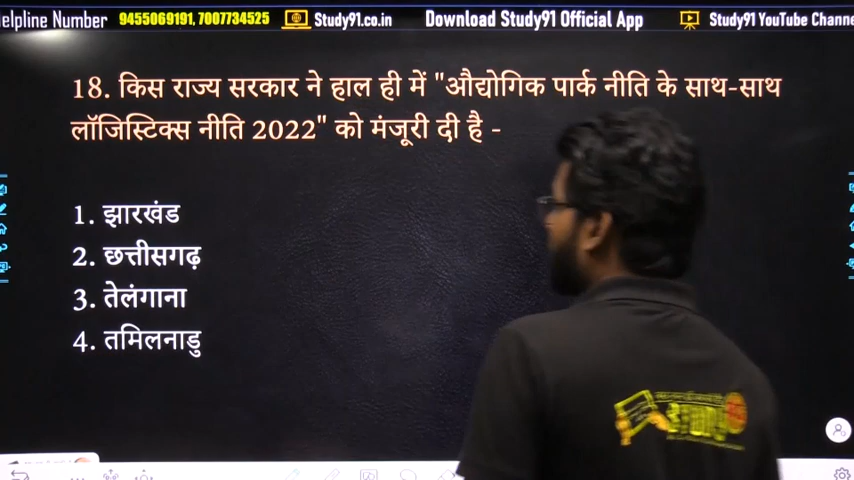 elpline Number 9455069191, 7007734525 Study91.co.in Download Study91 Official App Study91 YouTube Channe
18. किस राज्य सरकार ने हाल ही में "औद्योगिक पार्क नीति के साथ-साथ
लॉजिस्टिक्स नीति 2022" को मंजूरी दी है -
1. झारखंड
2. छत्तीसगढ़
3. तेलंगाना
4. तमिलनाडु